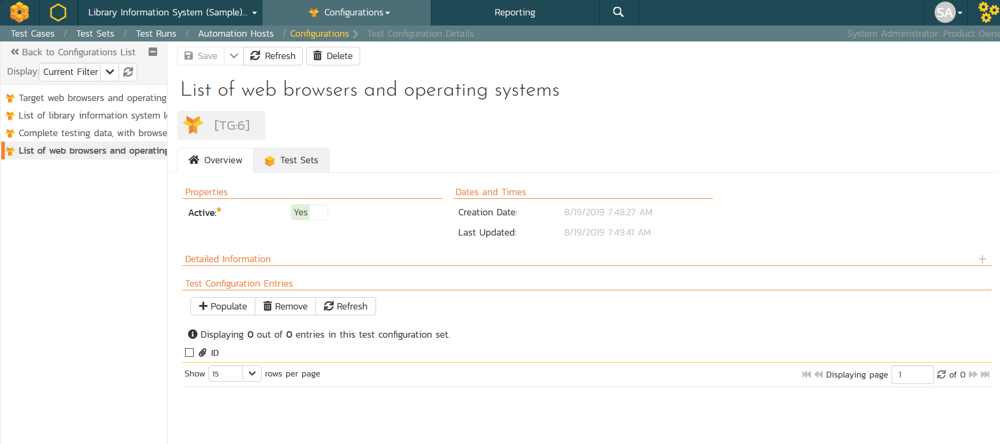 Library Information System (Sample)... Configurations Reporting SA
Test Cases / Test Sets / Test Runs / Automation Hosts / Configurations Test Configuration Details System Administrator: Product Owne
Back to Configurations List
Display: Current Filter
Target web browsers and operating
List of library information system l
Complete testing data, with browse
List of web browsers and operating
Save Refresh Delete
List of web browsers and operating systems
[TG:6]
Overview Test Sets
Properties
Active: Yes
Dates and Times
Creation Date: 8/19/2019 7:48:27 AM
Last Updated: 8/19/2019 7:49:41 AM
Detailed Information
Test Configuration Entries
Populate Remove Refresh
Displaying 0 out of 0 entries in this test configuration set.
ID
Show 15 rows per page Displaying page 1 of 0